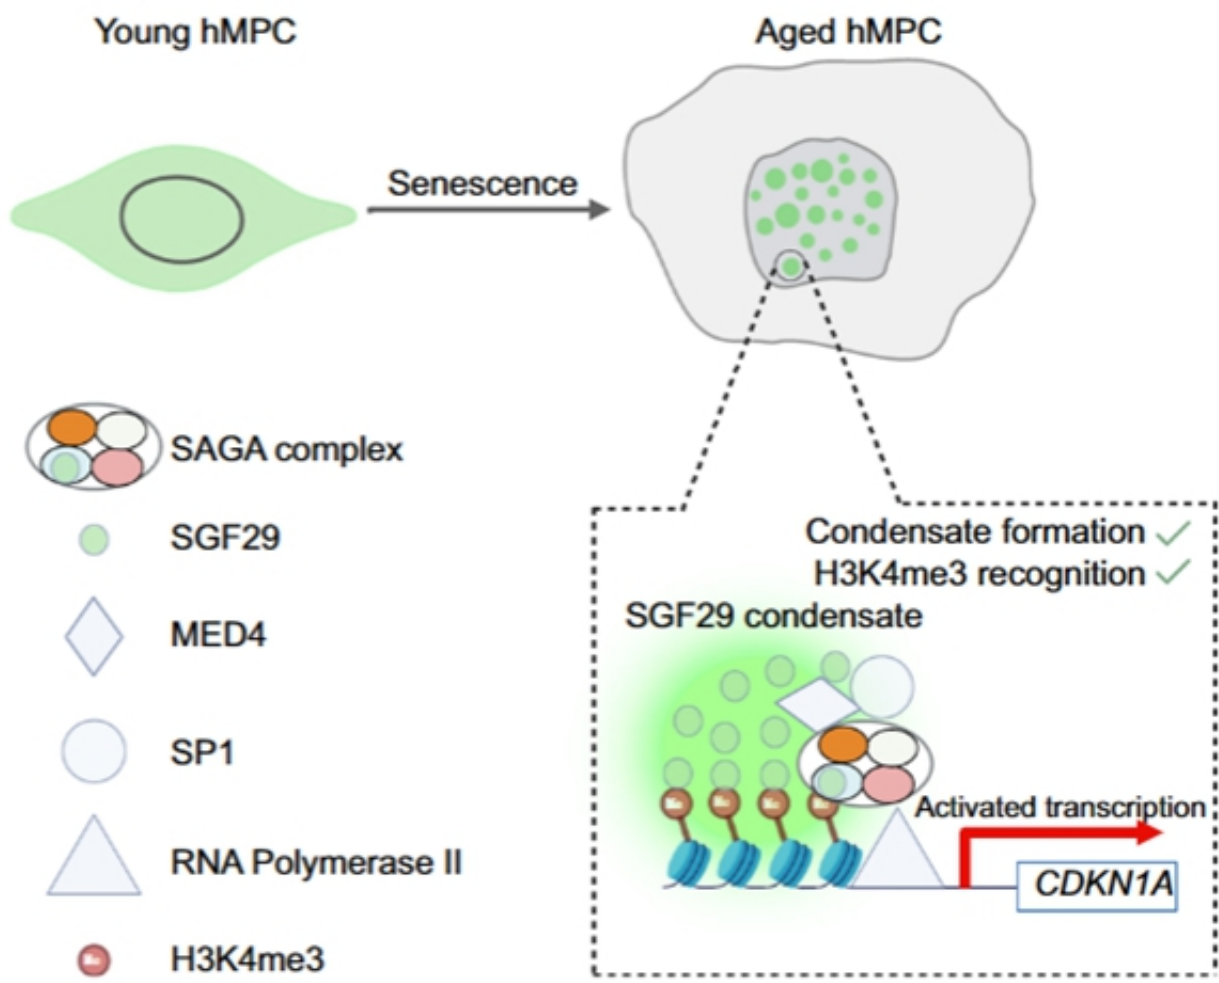 Young hMPC
Aged hMPC
Senescence
SAGA complex
SGF29
MED4
SP1
RNA Polymerase II
H3K4me3
Condensate formation ✓
H3K4me3 recognition ✓
SGF29 condensate
Activated transcription
CDKN1A